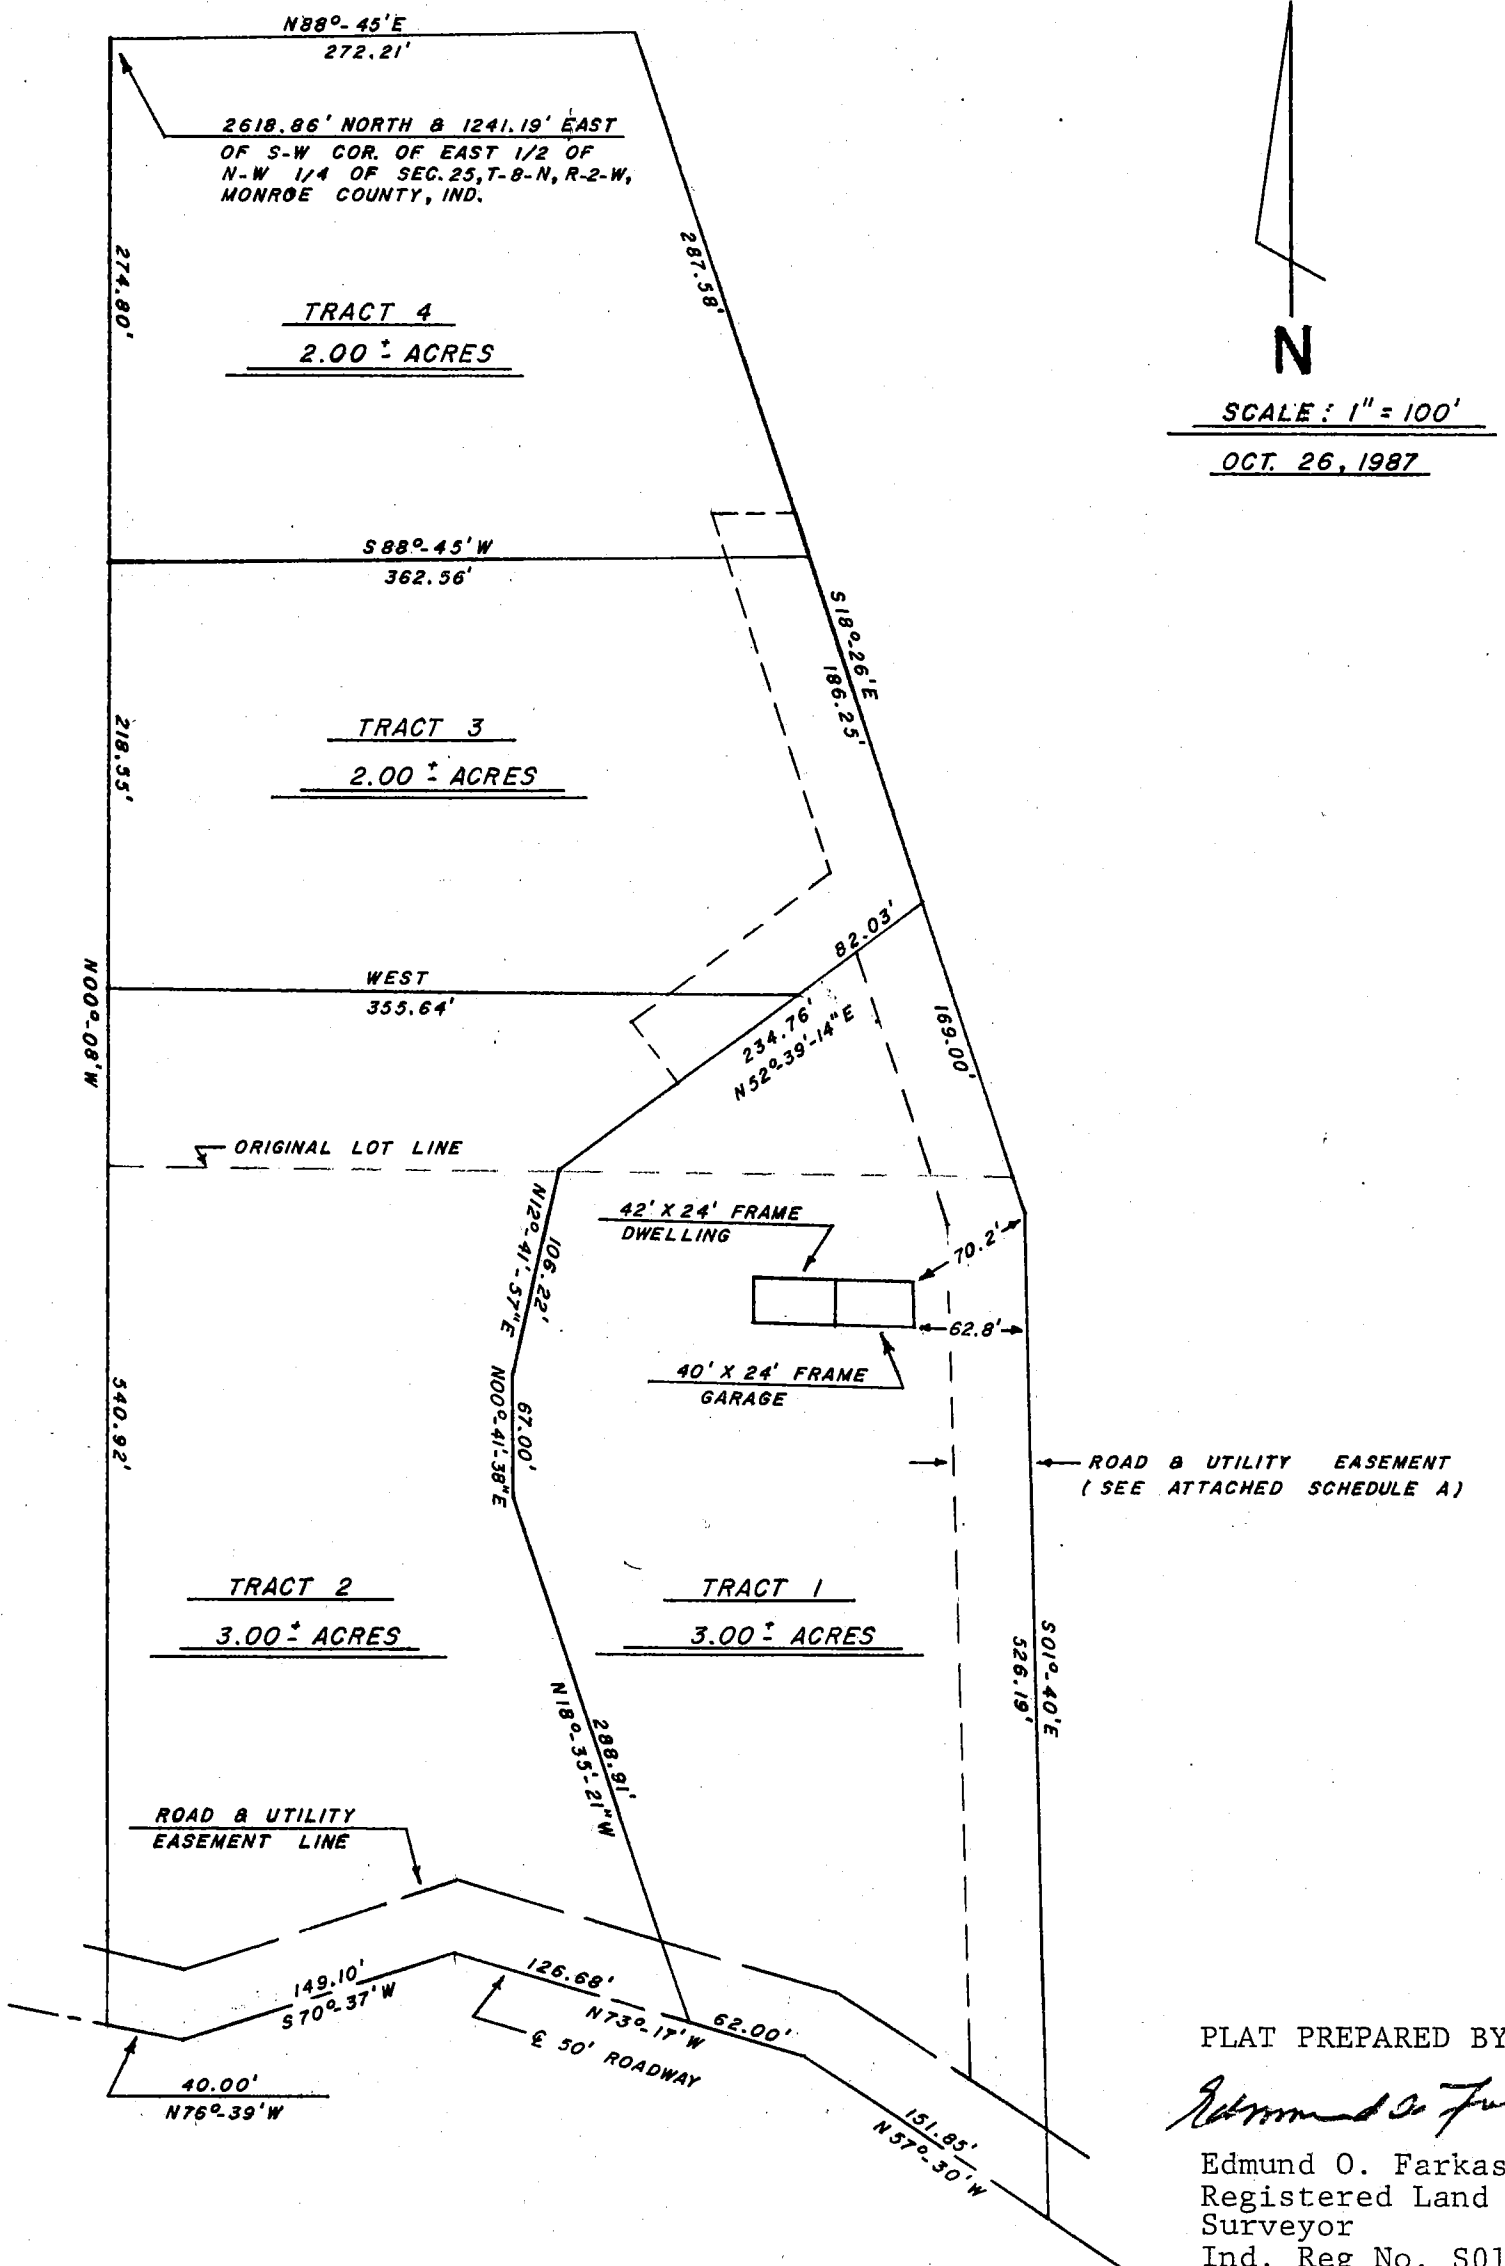 N88°-45'E
272.21'
2618.86' NORTH & 1241.19' EAST
OF S-W COR. OF EAST 1/2 OF
N-W 1/4 OF SEC. 25, T-8-N, R-2-W,
MONROE COUNTY, IND.
274.80'
287.58'
TRACT 4
2.00 ± ACRES
N
SCALE: 1" = 100'
OCT. 26, 1987
S88°-45'W
362.56'
S18°-26'E
186.25'
218.55'
TRACT 3
2.00 ± ACRES
82.03'
WEST
355.64'
N00°-08'W
234.76'
N52°-39'-14"E
169.00'
ORIGINAL LOT LINE
106.22'
N12°-41'-57"E
42' X 24' FRAME
DWELLING
70.2'
62.8'
40' X 24' FRAME
GARAGE
67.00'
N00°-41'-38"E
540.92'
ROAD & UTILITY EASEMENT
(SEE ATTACHED SCHEDULE A)
TRACT 2
3.00 ± ACRES
TRACT 1
3.00 ± ACRES
S01°-40'E
526.19'
288.91'
N18°-35'-21"W
ROAD & UTILITY
EASEMENT LINE
149.10'
S70°-37'W
126.68'
N73°-17'W
62.00'
℄ 50' ROADWAY
40.00'
N76°-39'W
151.85'
N57°-30'W
PLAT PREPARED BY
Edmund O. Farkas
Registered Land
Surveyor
Ind. Reg No. S01